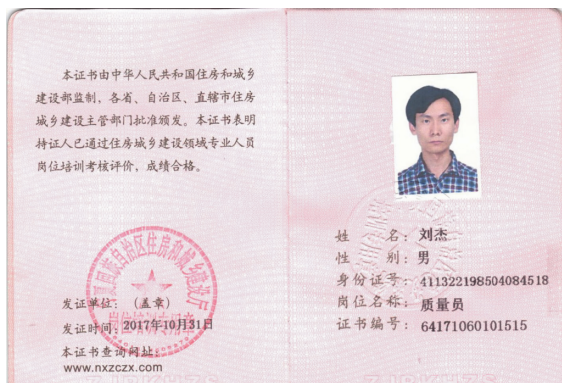 本证书由中华人民共和国住房和城乡
建设部监制，各省、自治区、直辖市住房
城乡建设主管部门批准颁发。本证书表明
持证人已通过住房城乡建设领域专业人员
岗位培训考核评价，成绩合格。
发证单位：（盖章）
发证时间：2017年10月31日
本证书查询网址：
www.nxzczx.com
姓 名：刘杰
性 别：男
身份证号：411322198504084518
岗位名称：质量员
证书编号：64171060101515